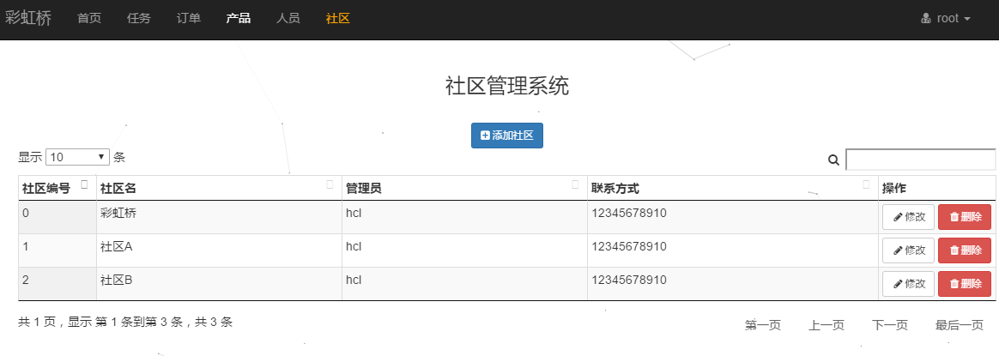 彩虹桥 首页 任务 订单 产品 人员 社区 root
社区管理系统
添加社区
显示 10 条
社区编号 社区名 管理员 联系方式 操作
0 彩虹桥 hcl 12345678910 修改 删除
1 社区A hcl 12345678910 修改 删除
2 社区B hcl 12345678910 修改 删除
共 1 页，显示 第 1 条到第 3 条，共 3 条 第一页 上一页 下一页 最后一页